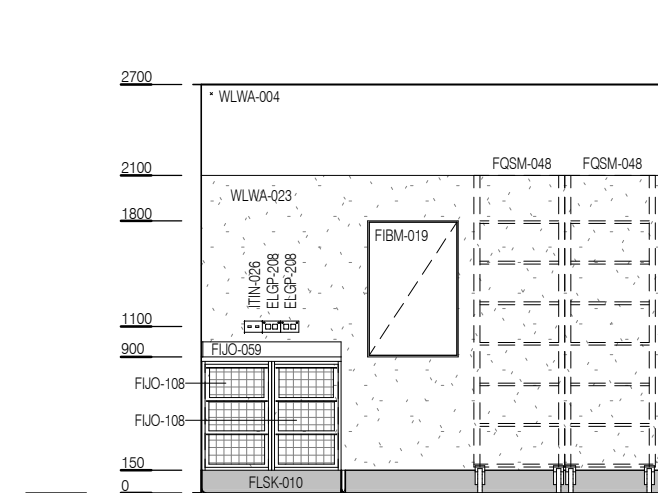 2700
* WLWA-004
2100
FQSM-048 FQSM-048
WLWA-023
1800
FIBM-019
ITIN-026
ELGP-208
ELGP-208
1100
FIJO-059
900
FIJO-108
FIJO-108
150
FLSK-010
0